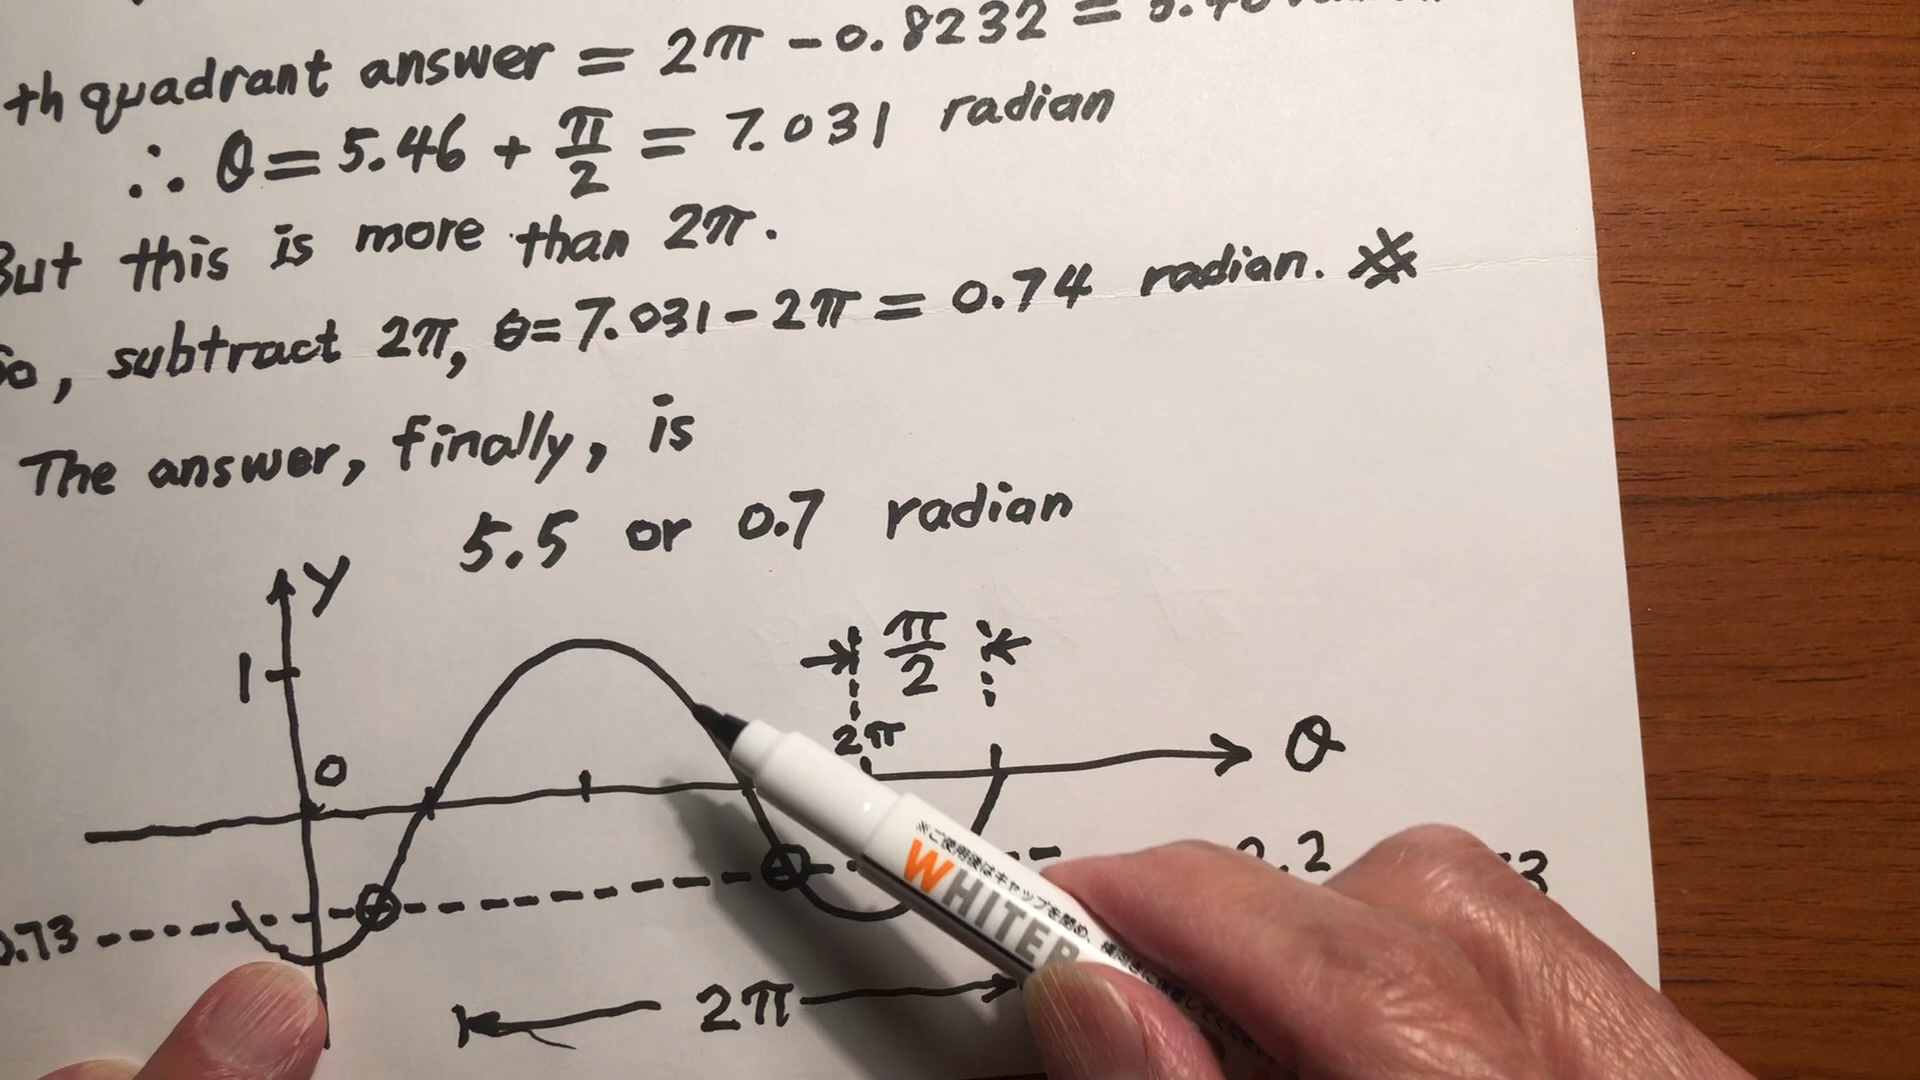 th quadrant answer = 2π - 0.8232 =
∴ θ = 5.46 + π/2 = 7.031 radian
But this is more than 2π.
So, subtract 2π, θ = 7.031 - 2π = 0.74 radian.
The answer, finally, is
5.5 or 0.7 radian
y
1
π/2
2π
0
θ
0.73
2π
WHITE